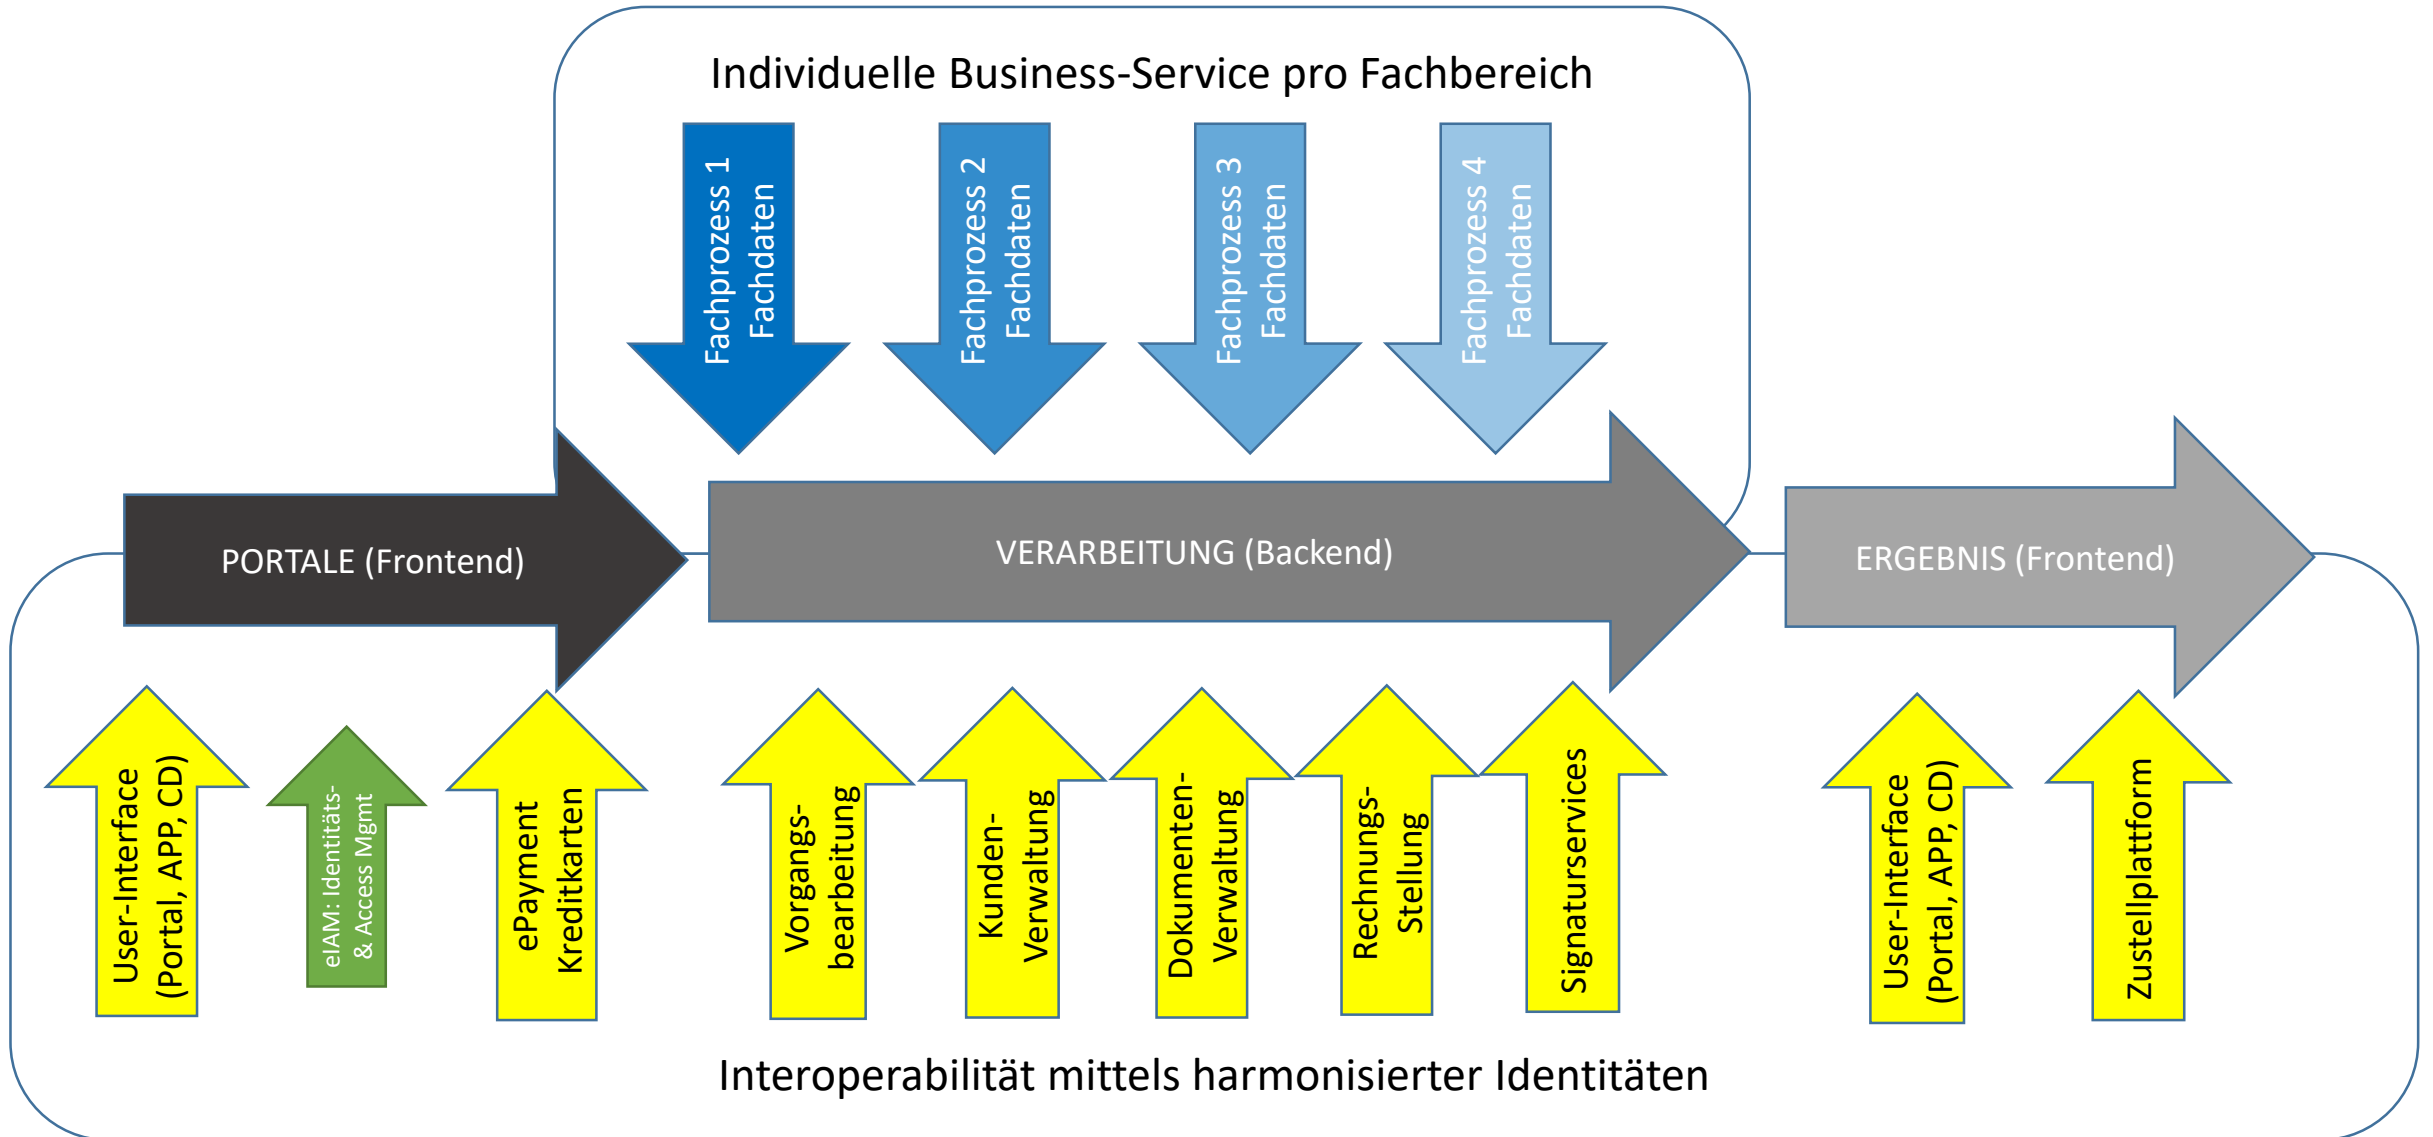 Individuelle Business-Service pro Fachbereich
Fachprozess 1
Fachdaten
Fachprozess 2
Fachdaten
Fachprozess 3
Fachdaten
Fachprozess 4
Fachdaten
PORTALE (Frontend)
VERARBEITUNG (Backend)
ERGEBNIS (Frontend)
User-Interface
(Portal, APP, CD)
eIAM: Identitäts-
& Access Mgmt
ePayment
Kreditkarten
Vorgangs-
bearbeitung
Kunden-
Verwaltung
Dokumenten-
Verwaltung
Rechnungs-
Stellung
Signaturservices
User-Interface
(Portal, APP, CD)
Zustellplattform
Interoperabilität mittels harmonisierter Identitäten